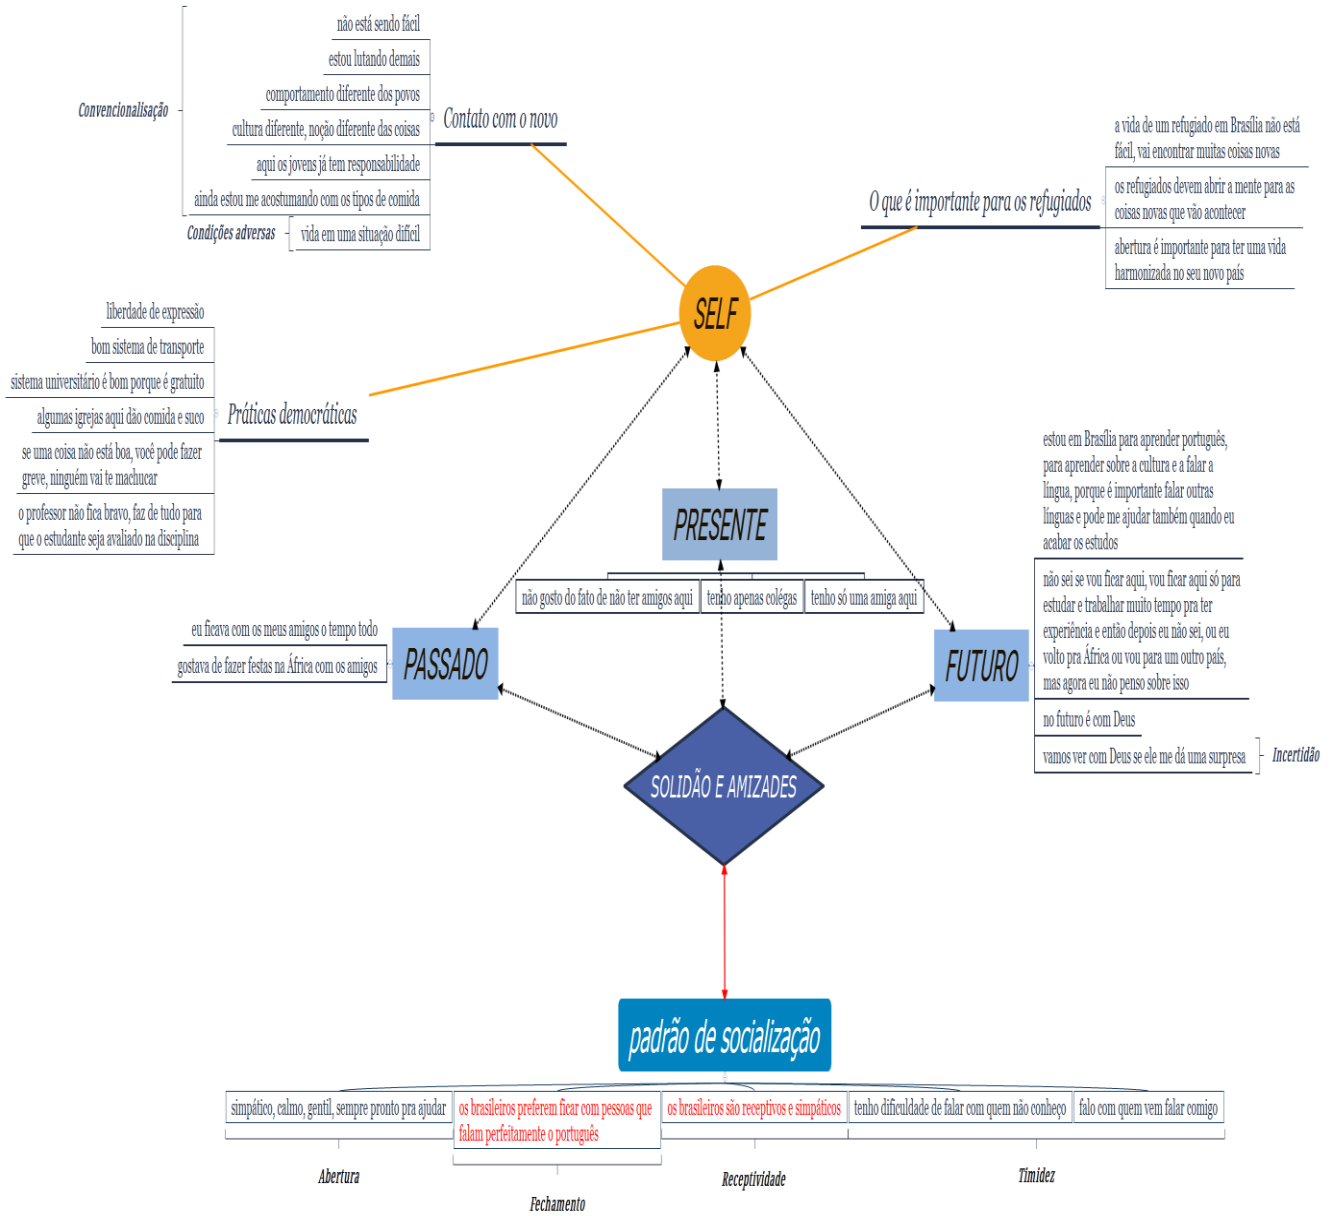 não está sendo fácil
estou lutando demais
comportamento diferente dos povos
cultura diferente, noção diferente das coisas
aqui os jovens já tem responsabilidade
ainda estou me acostumando com os tipos de comida
vida em uma situação difícil
Convencionalisação
Condições adversas
Contato com o novo
O que é importante para os refugiados
a vida de um refugiado em Brasília não está
fácil, vai encontrar muitas coisas novas
os refugiados devem abrir a mente para as
coisas novas que vão acontecer
abertura é importante para ter uma vida
harmonizada no seu novo país
SELF
liberdade de expressão
bom sistema de transporte
sistema universitário é bom porque é gratuito
algumas igrejas aqui dão comida e suco
se uma coisa não está boa, você pode fazer
greve, ninguém vai te machucar
o professor não fica bravo, faz de tudo para
que o estudante seja avaliado na disciplina
Práticas democráticas
PRESENTE
não gosto do fato de não ter amigos aqui
tenho apenas colégas
tenho só uma amiga aqui
eu ficava com os meus amigos o tempo todo
gostava de fazer festas na África com os amigos
PASSADO
FUTURO
estou em Brasília para aprender português,
para aprender sobre a cultura e a falar a
língua, porque é importante falar outras
línguas e pode me ajudar também quando eu
acabar os estudos
não sei se vou ficar aqui, vou ficar aqui só para
estudar e trabalhar muito tempo pra ter
experiência e então depois eu não sei, ou eu
volto pra África ou vou para um outro país,
mas agora eu não penso sobre isso
no futuro é com Deus
vamos ver com Deus se ele me dá uma surpresa
Incertidão
SOLIDÃO E AMIZADES
padrão de socialização
simpático, calmo, gentil, sempre pronto pra ajudar
os brasileiros preferem ficar com pessoas que
falam perfeitamente o português
os brasileiros são receptivos e simpáticos
tenho dificuldade de falar com quem não conheço
falo com quem vem falar comigo
Abertura
Fechamento
Receptividade
Timidez